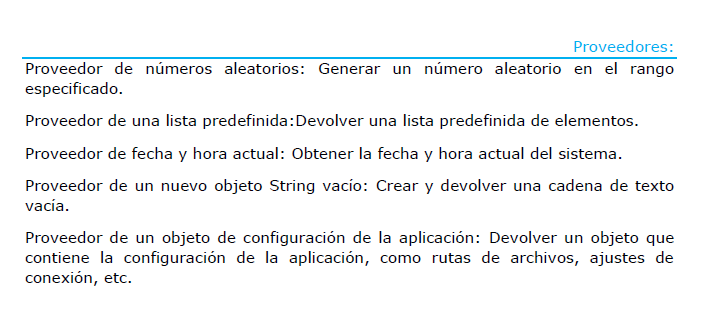 Proveedores:
Proveedor de números aleatorios: Generar un número aleatorio en el rango
especificado.
Proveedor de una lista predefinida:Devolver una lista predefinida de elementos.
Proveedor de fecha y hora actual: Obtener la fecha y hora actual del sistema.
Proveedor de un nuevo objeto String vacío: Crear y devolver una cadena de texto
vacía.
Proveedor de un objeto de configuración de la aplicación: Devolver un objeto que
contiene la configuración de la aplicación, como rutas de archivos, ajustes de
conexión, etc.